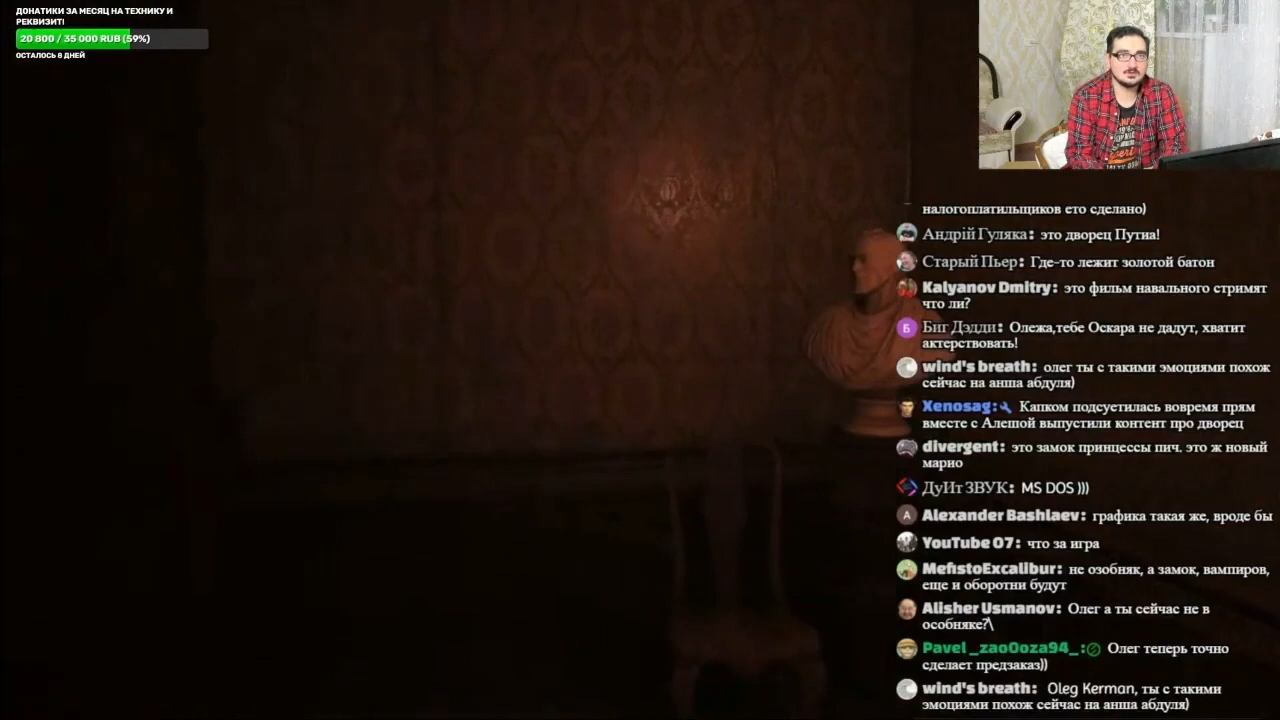 ДОНАТИКИ ЗА МЕСЯЦ НА ТЕХНИКУ И
РЕКВИЗИТ!
20 800 / 35 000 RUB (59%)
ОСТАЛОСЬ 8 ДНЕЙ
налогоплатильщиков ето сделано)
Андрій Гуляка: это дворец Путиа!
Старый Пьер: Где-то лежит золотой батон
Kalyanov Dmitry: это фильм навального стримят
что ли?
Б Биг Дэдди: Олежа,тебе Оскара не дадут, хватит
актерствовать!
wind's breath: олег ты с такими эмоциями похож
сейчас на анша абдуля)
Xenosag: Капком подсуетилась вовремя прям
вместе с Алешой выпустили контент про дворец
divergent: это замок принцессы пич. это ж новый
марио
ДуИт ЗВУК: MS DOS )))
A Alexander Bashlaev: графика такая же, вроде бы
YouTube 07: что за игра
MefistoExcalibur: не озобняк, а замок, вампиров,
еще и оборотни будут
Alisher Usmanov: Олег а ты сейчас не в
особняке?\
Pavel _zaoOoza94_: Олег теперь точно
сделает предзаказ))
wind's breath: Oleg Kerman, ты с такими
эмоциями похож сейчас на анша абдуля)